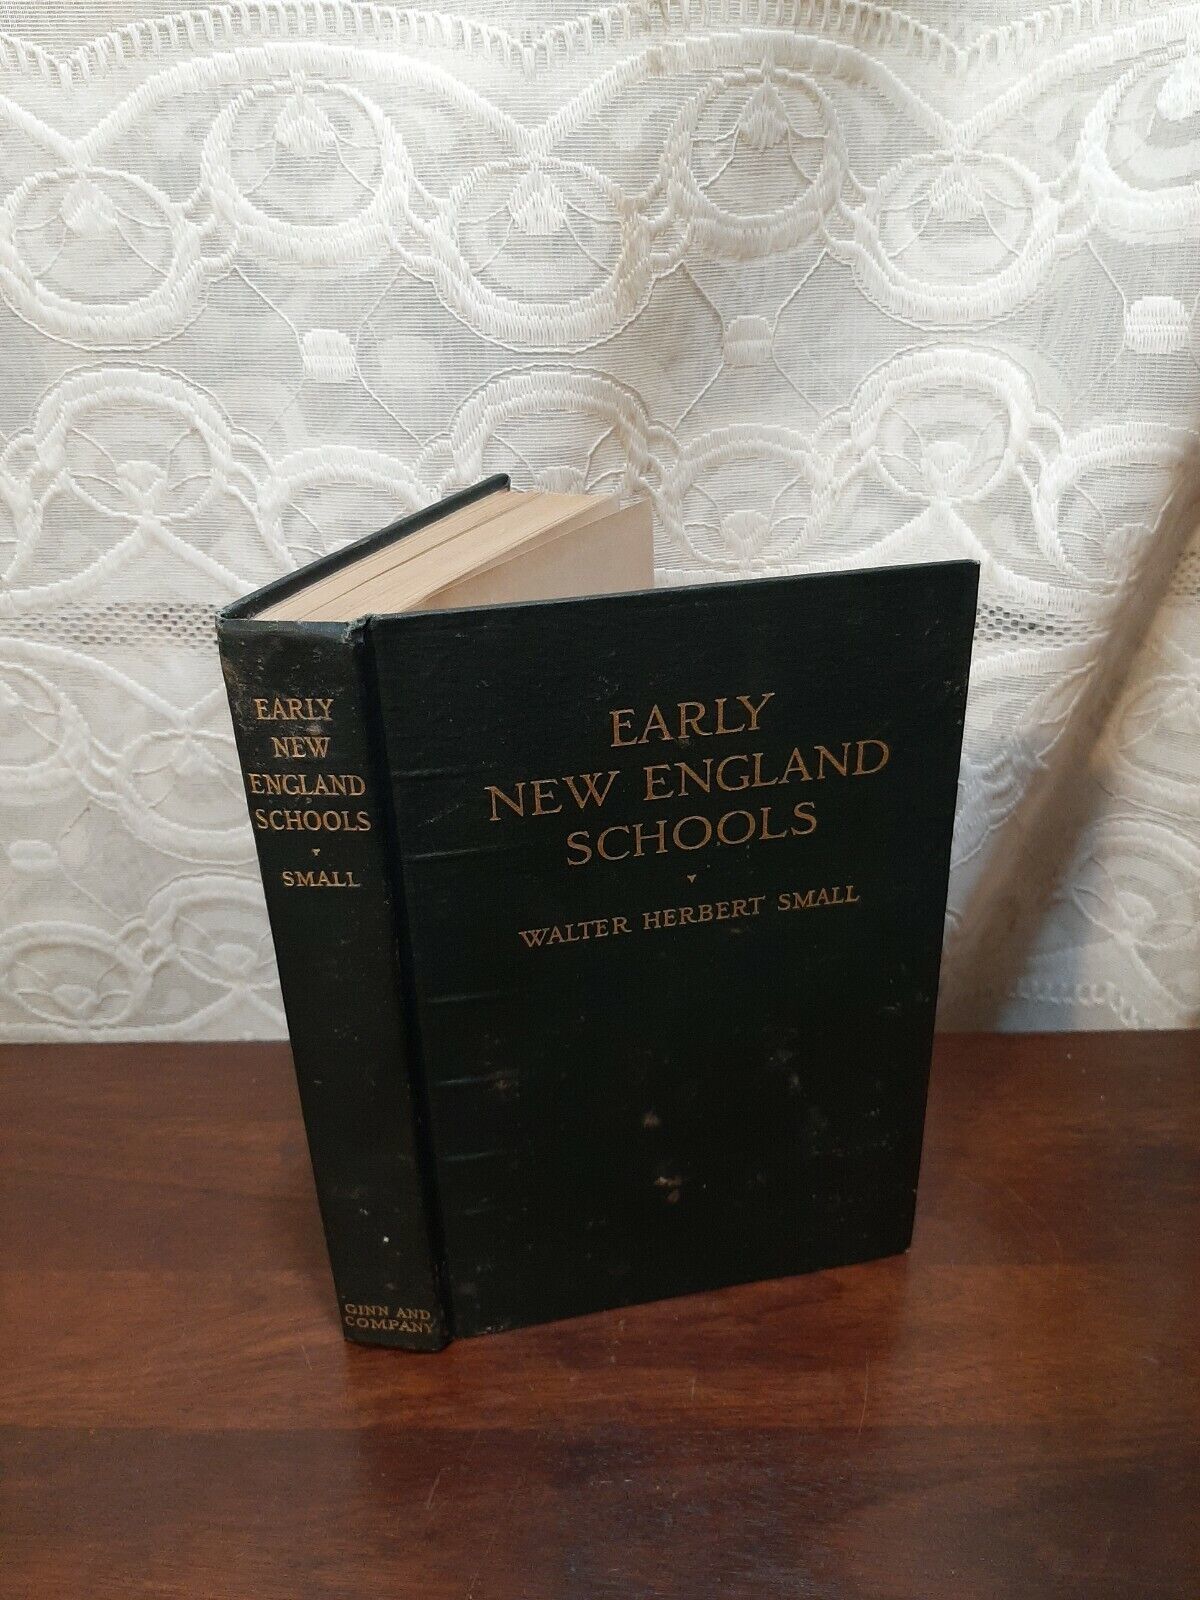 EARLY
NEW
ENGLAND
SCHOOLS
SMALL
GINN AND
COMPANY
EARLY
NEW ENGLAND
SCHOOLS
WALTER HERBERT SMALL